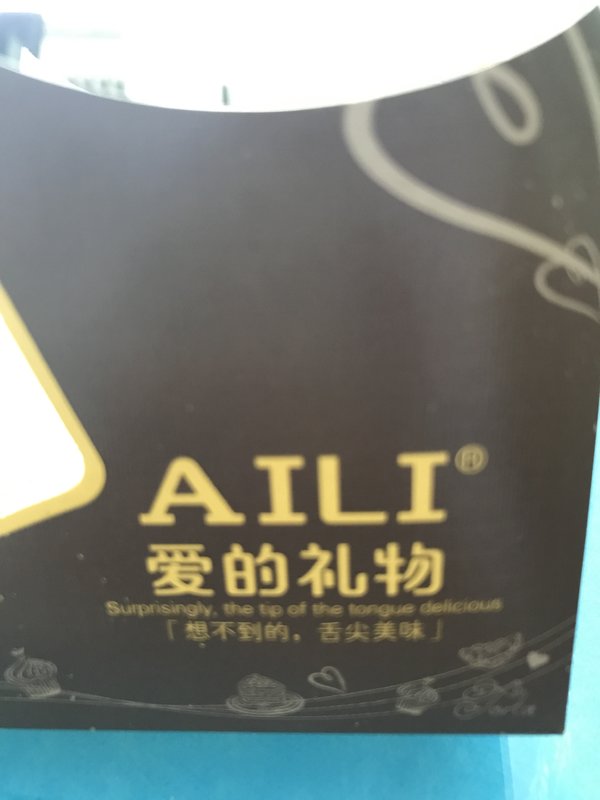 AILI®
爱的礼物
Surprisingly, the tip of the tongue delicious
「想不到的，舌尖美味」